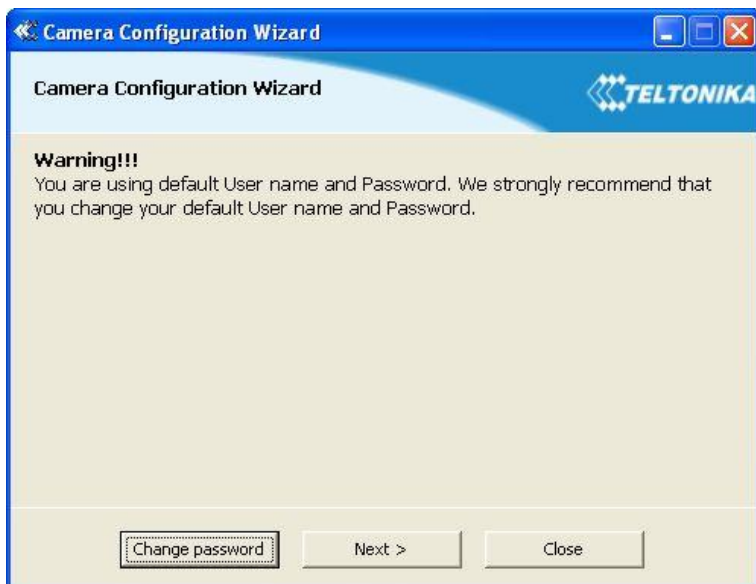 Camera Configuration Wizard
Camera Configuration Wizard
TELTONIKA
Warning!!!
You are using default User name and Password. We strongly recommend that
you change your default User name and Password.
Change password
Next >
Close